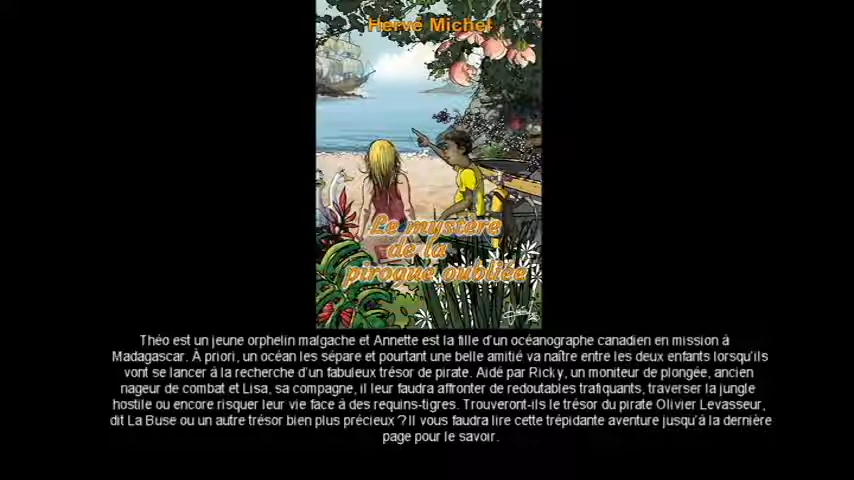 Hervé Michel
Le mystère
de la
pirogue oubliée
Théo est un jeune orphelin malgache et Annette est la fille d'un océanographe canadien en mission à
Madagascar. À priori, un océan les sépare et pourtant une belle amitié va naître entre les deux enfants lorsqu'ils
vont se lancer à la recherche d'un fabuleux trésor de pirate. Aidé par Ricky, un moniteur de plongée, ancien
nageur de combat et Lisa, sa compagne, il leur faudra affronter de redoutables trafiquants, traverser la jungle
hostile ou encore risquer leur vie face à des requins-tigres. Trouveront-ils le trésor du pirate Olivier Levasseur,
dit La Buse ou un autre trésor bien plus précieux ? Il vous faudra lire cette trépidante aventure jusqu'à la dernière
page pour le savoir.